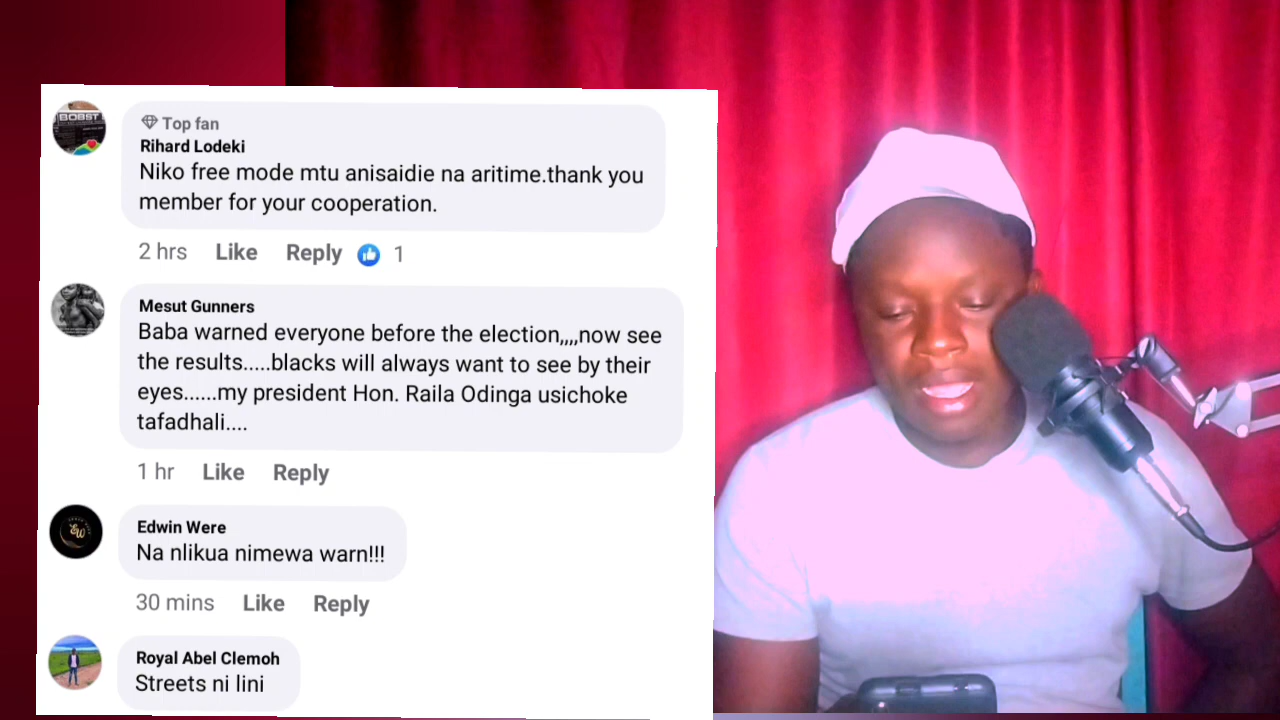 BOBST
Top fan
Rihard Lodeki
Niko free mode mtu anisaidie na aritime.thank you
member for your cooperation.
2 hrs Like Reply 1
Mesut Gunners
Baba warned everyone before the election,,,,now see
the results.....blacks will always want to see by their
eyes......my president Hon. Raila Odinga usichoke
tafadhali....
1 hr Like Reply
EW
Edwin Were
Na nlikua nimewa warn!!!
30 mins Like Reply
Royal Abel Clemoh
Streets ni lini